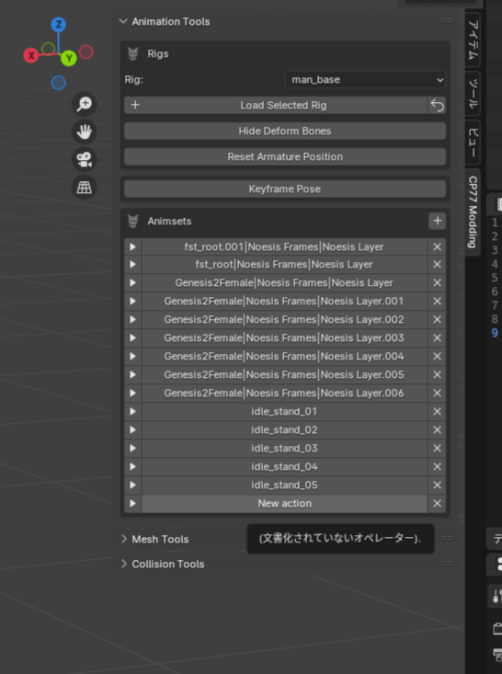 Z
X
Y
Animation Tools
Rigs
Rig: man_base
Load Selected Rig
Hide Deform Bones
Reset Armature Position
Keyframe Pose
Animsets
fst_root.001|Noesis Frames|Noesis Layer
fst_root|Noesis Frames|Noesis Layer
Genesis2Female|Noesis Frames|Noesis Layer
Genesis2Female|Noesis Frames|Noesis Layer.001
Genesis2Female|Noesis Frames|Noesis Layer.002
Genesis2Female|Noesis Frames|Noesis Layer.003
Genesis2Female|Noesis Frames|Noesis Layer.004
Genesis2Female|Noesis Frames|Noesis Layer.005
Genesis2Female|Noesis Frames|Noesis Layer.006
idle_stand_01
idle_stand_02
idle_stand_03
idle_stand_04
idle_stand_05
New action
(文書化されていないオペレーター).
Mesh Tools
Collision Tools
アイテム
ツール
ビュー
CP77 Modding
1
2
3
4
5
6
7
8
9